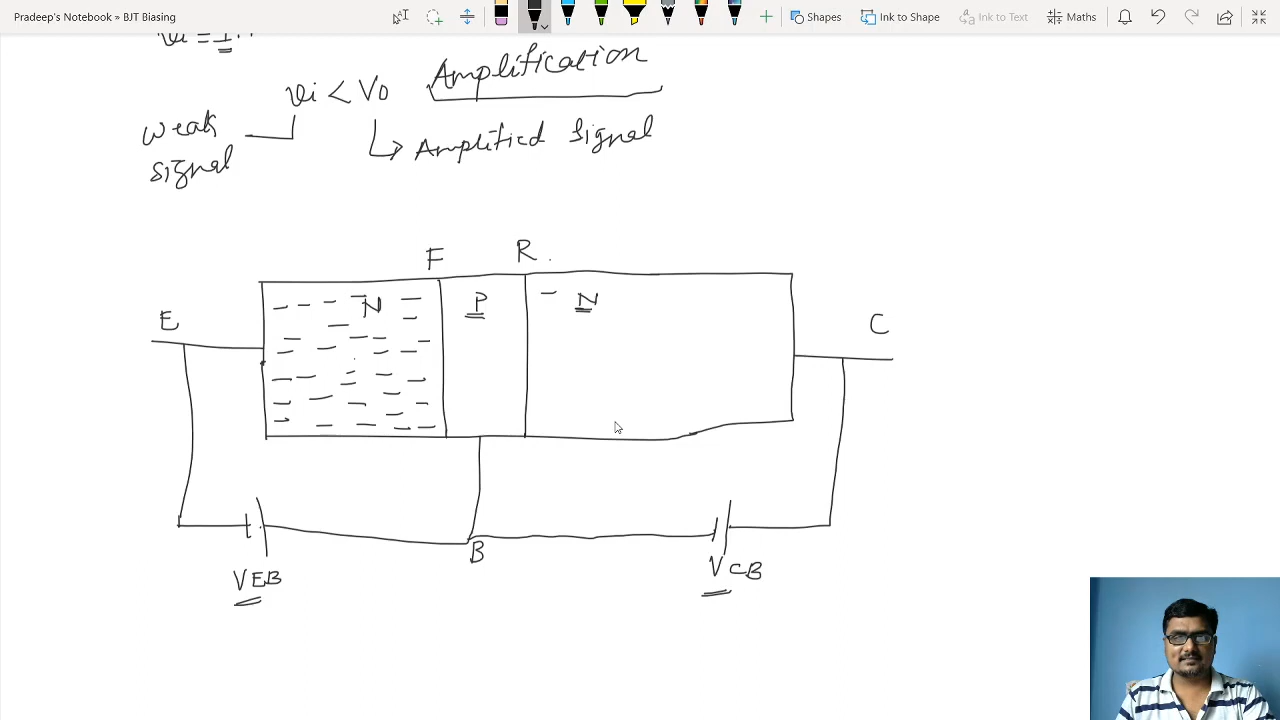 Pradeep's Notebook » BJT Biasing
Shapes
Ink to Shape
Ink to Text
Maths
Vi < Vo
Amplification
weak
signal
Amplified signal
F
R
E
N
P
N
C
B
VEB
VCB